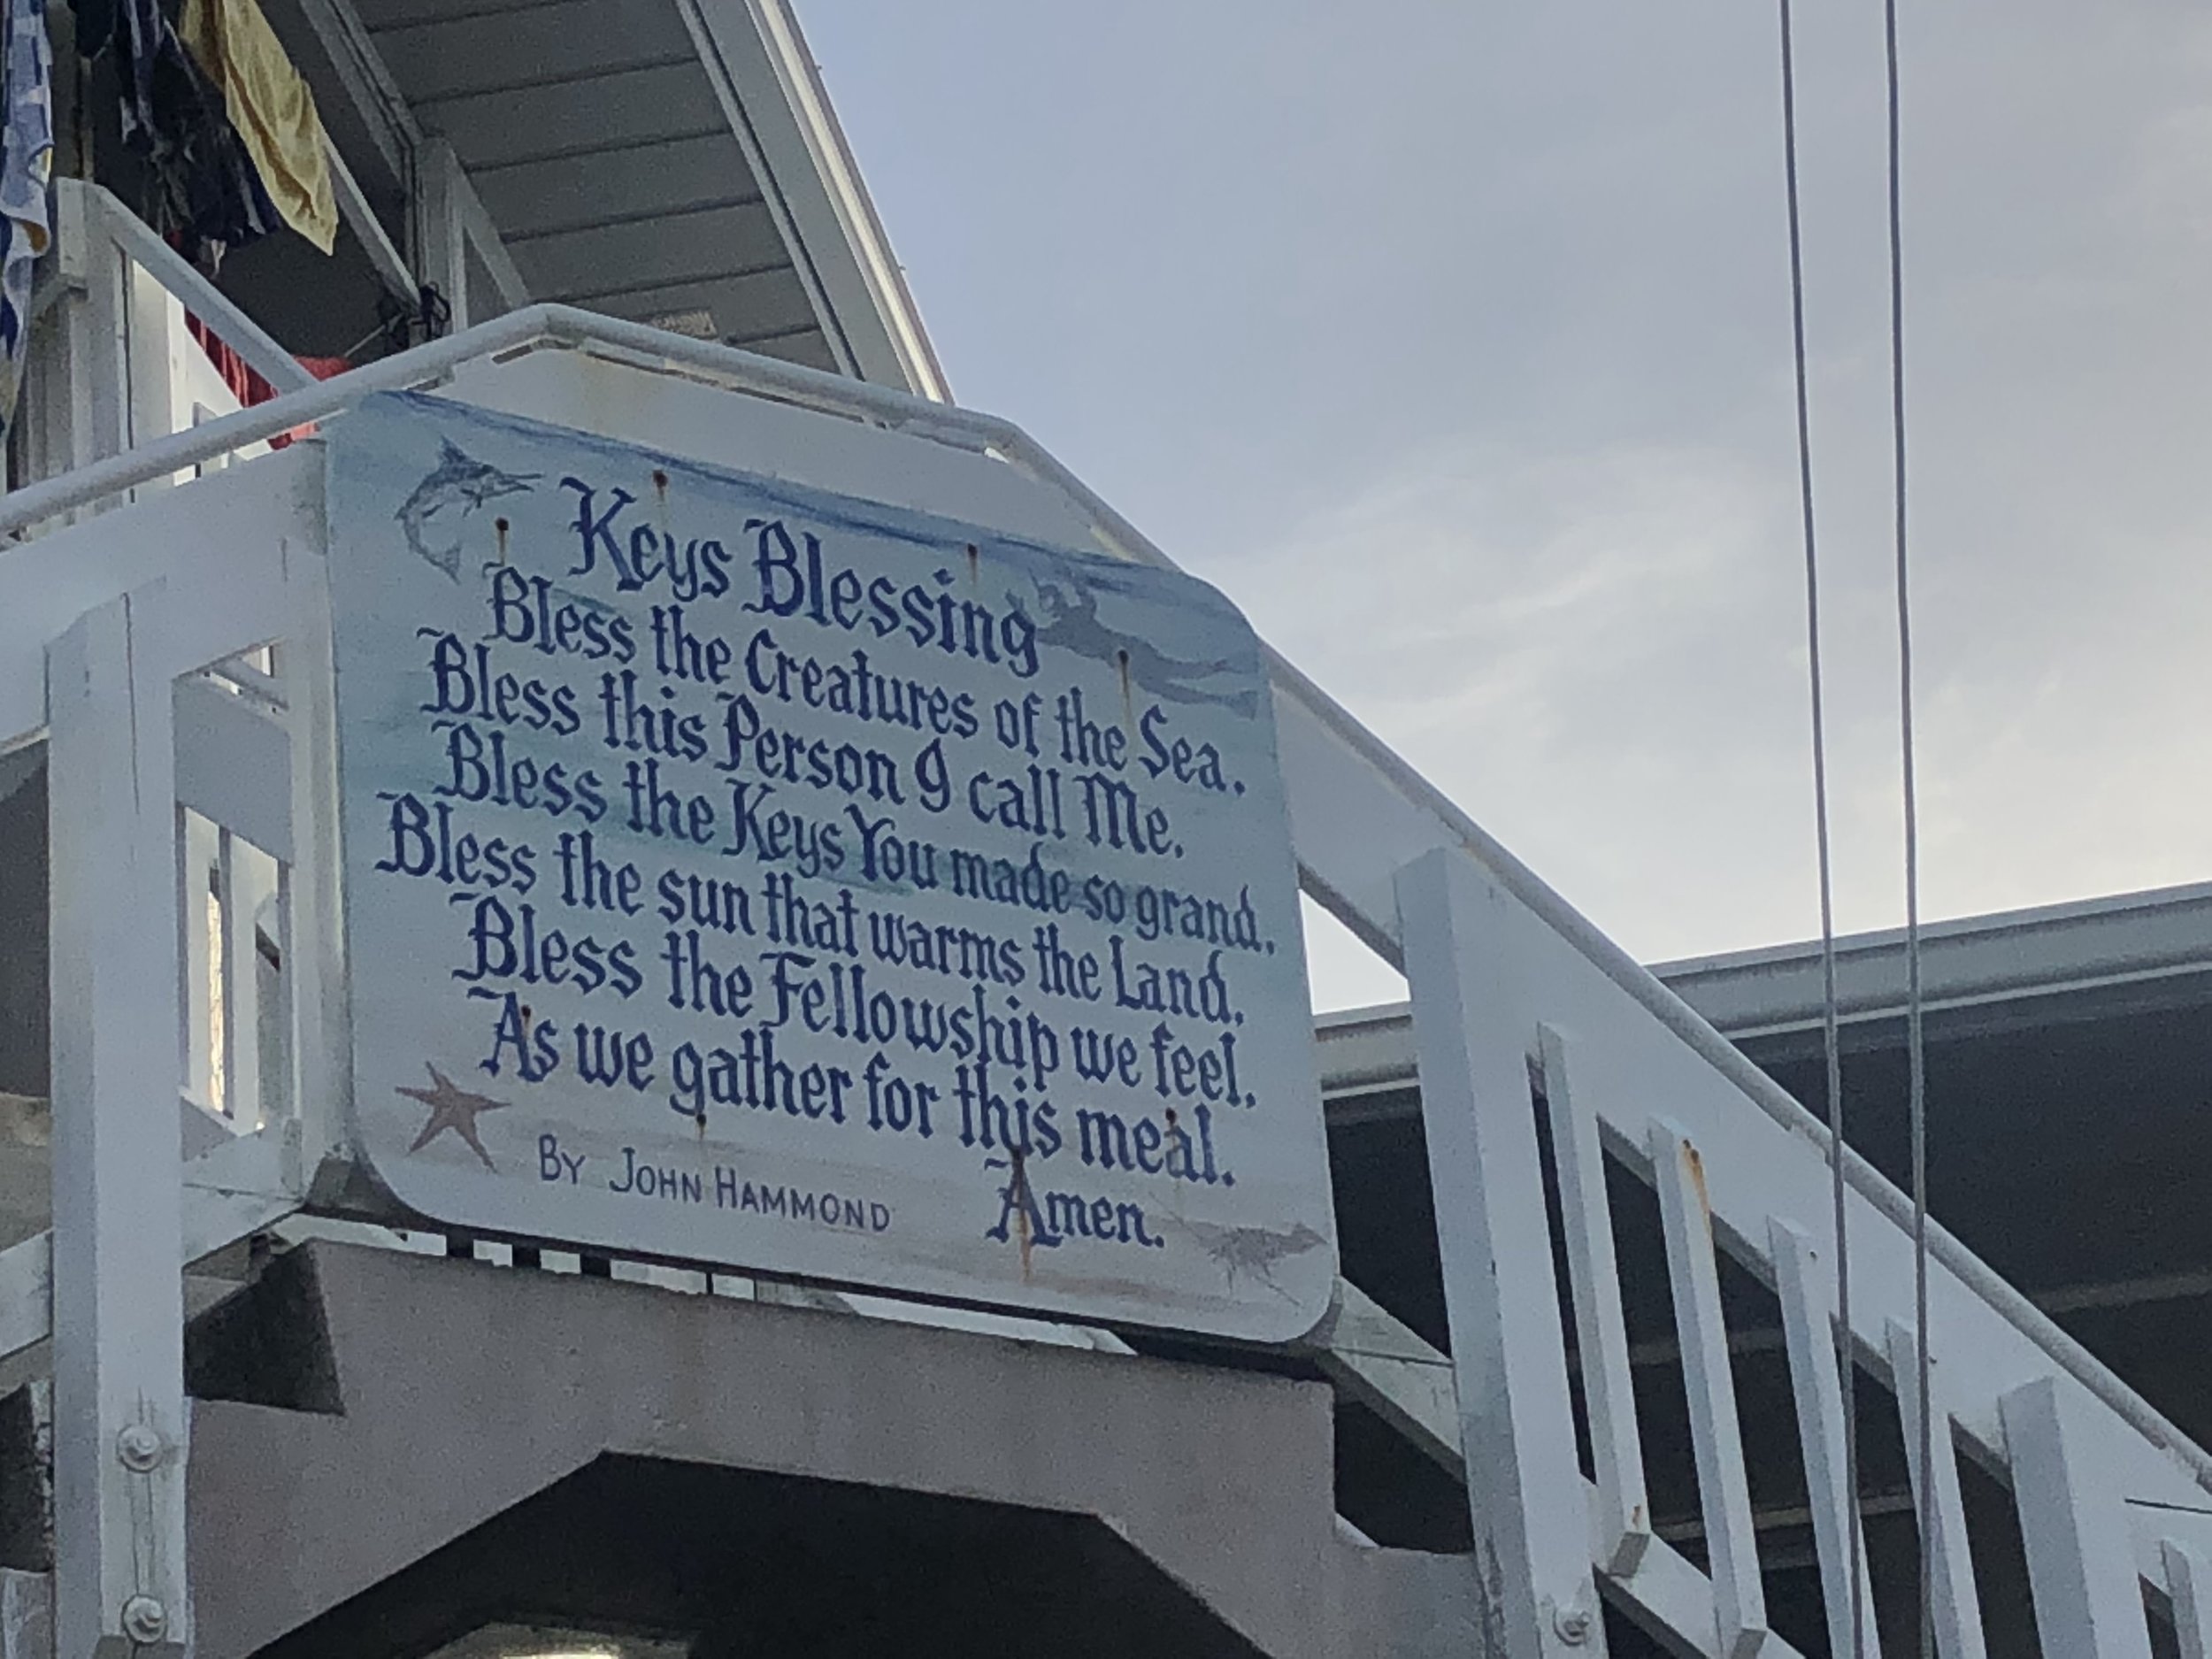 Keys Blessing
Bless the Creatures of the Sea.
Bless this Person I call Me.
Bless the Keys You made so grand.
Bless the sun that warms the Land.
Bless the Fellowship we feel.
As we gather for this meal.
Amen.
By John Hammond